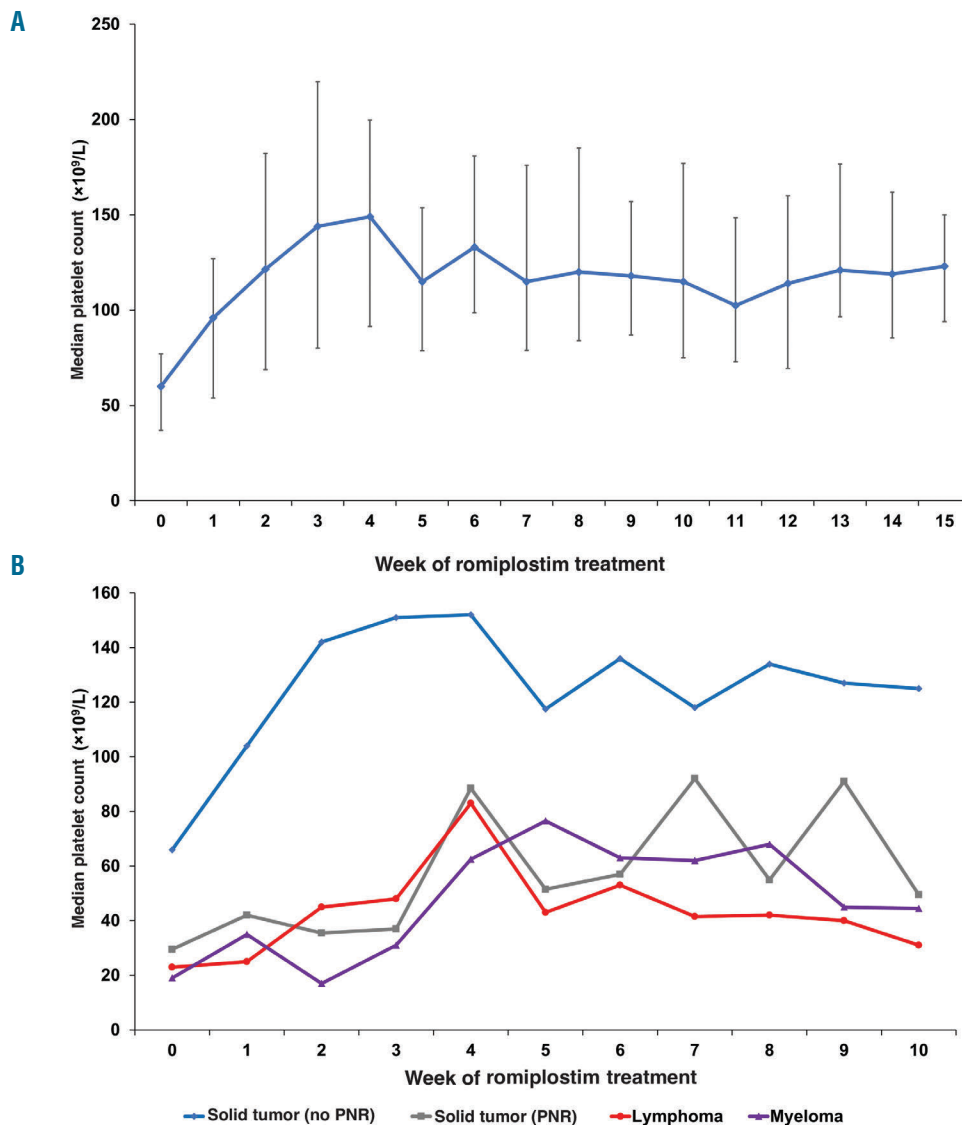 A
Median platelet count (×10⁹/L)
250
200
150
100
50
0
0 1 2 3 4 5 6 7 8 9 10 11 12 13 14 15
Week of romiplostim treatment
B
Median platelet count (×10⁹/L)
160
140
120
100
80
60
40
20
0
0 1 2 3 4 5 6 7 8 9 10
Week of romiplostim treatment
Solid tumor (no PNR) Solid tumor (PNR) Lymphoma Myeloma